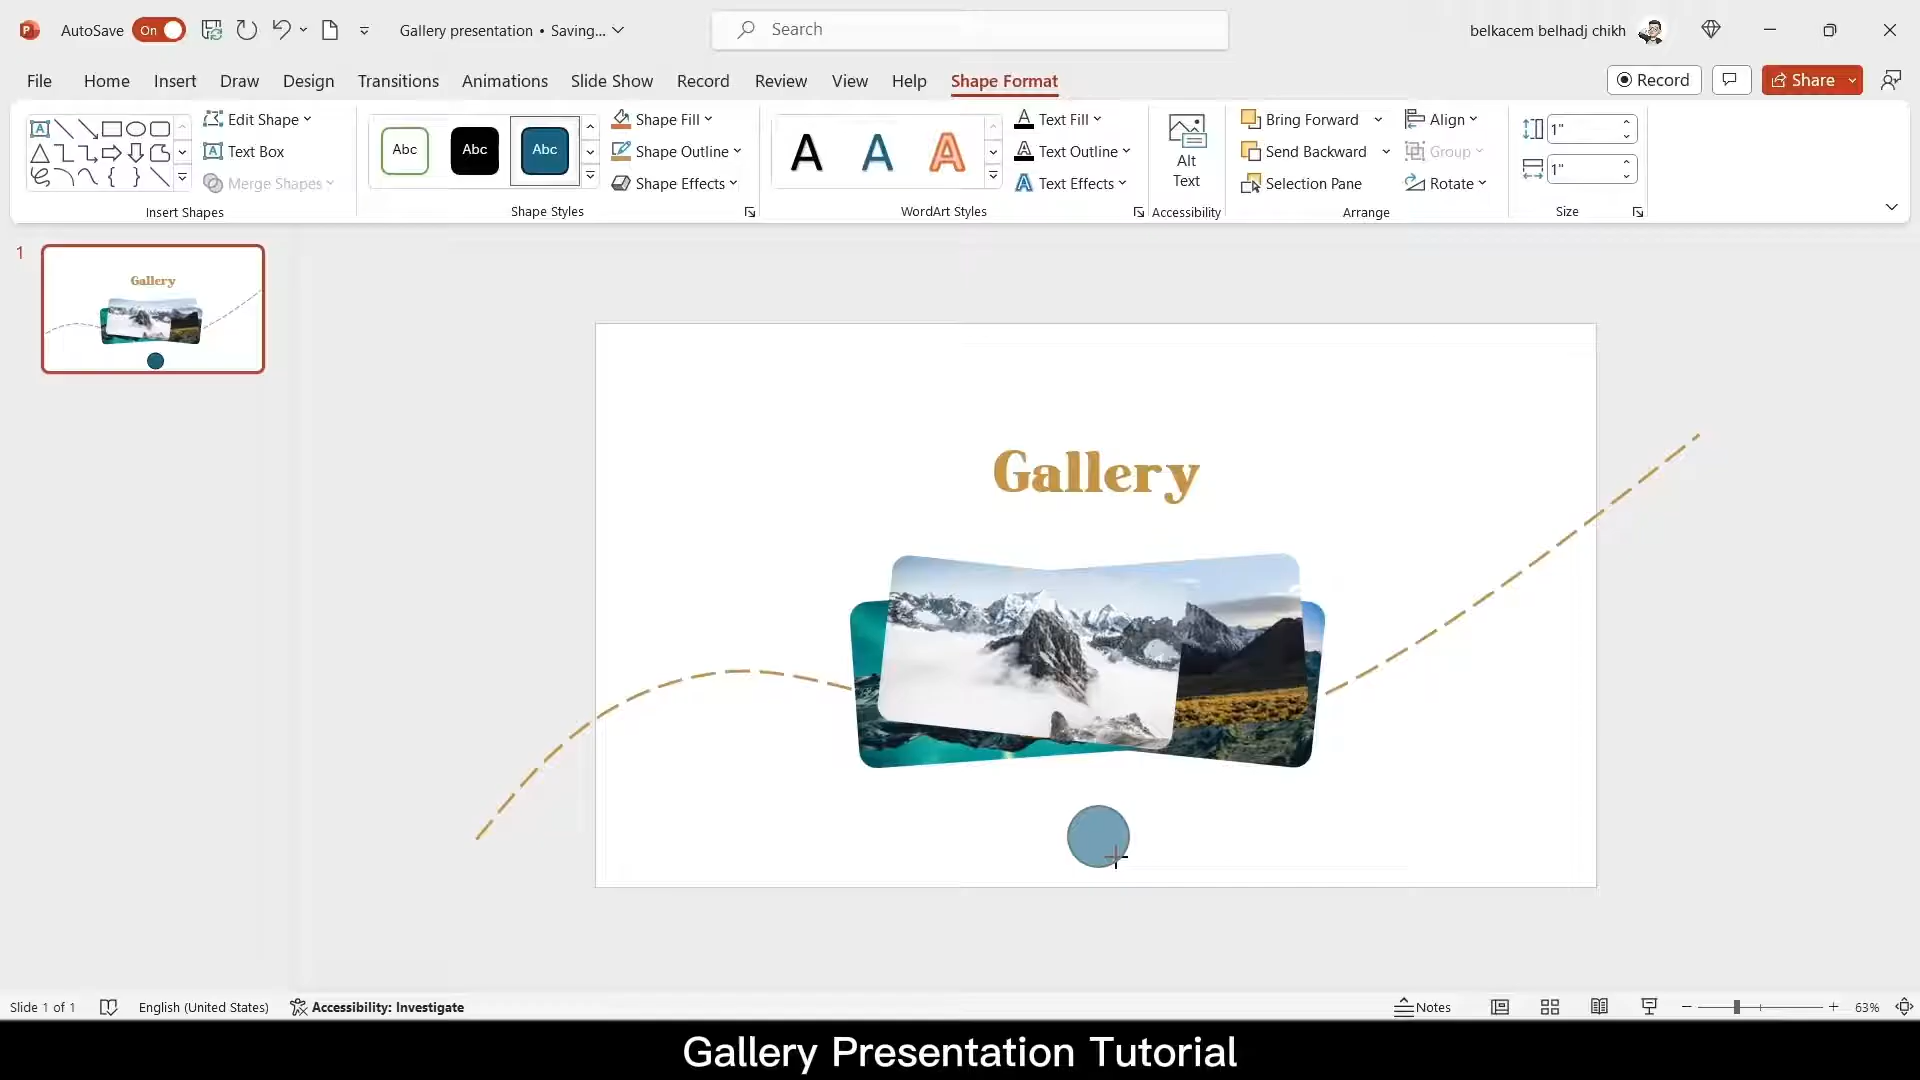 AutoSave On Gallery presentation • Saving... Search belkacem belhadj chikh
File Home Insert Draw Design Transitions Animations Slide Show Record Review View Help Shape Format Record Share
Edit Shape
Text Box
Merge Shapes
Insert Shapes
Abc Abc Abc
Shape Fill
Shape Outline
Shape Effects
Shape Styles
A A A
Text Fill
Text Outline
Text Effects
WordArt Styles
Alt
Text
Accessibility
Bring Forward
Send Backward
Selection Pane
Align
Group
Rotate
Arrange
1"
1"
Size
1
Gallery
Gallery
Slide 1 of 1 English (United States) Accessibility: Investigate Notes 63%
Gallery Presentation Tutorial